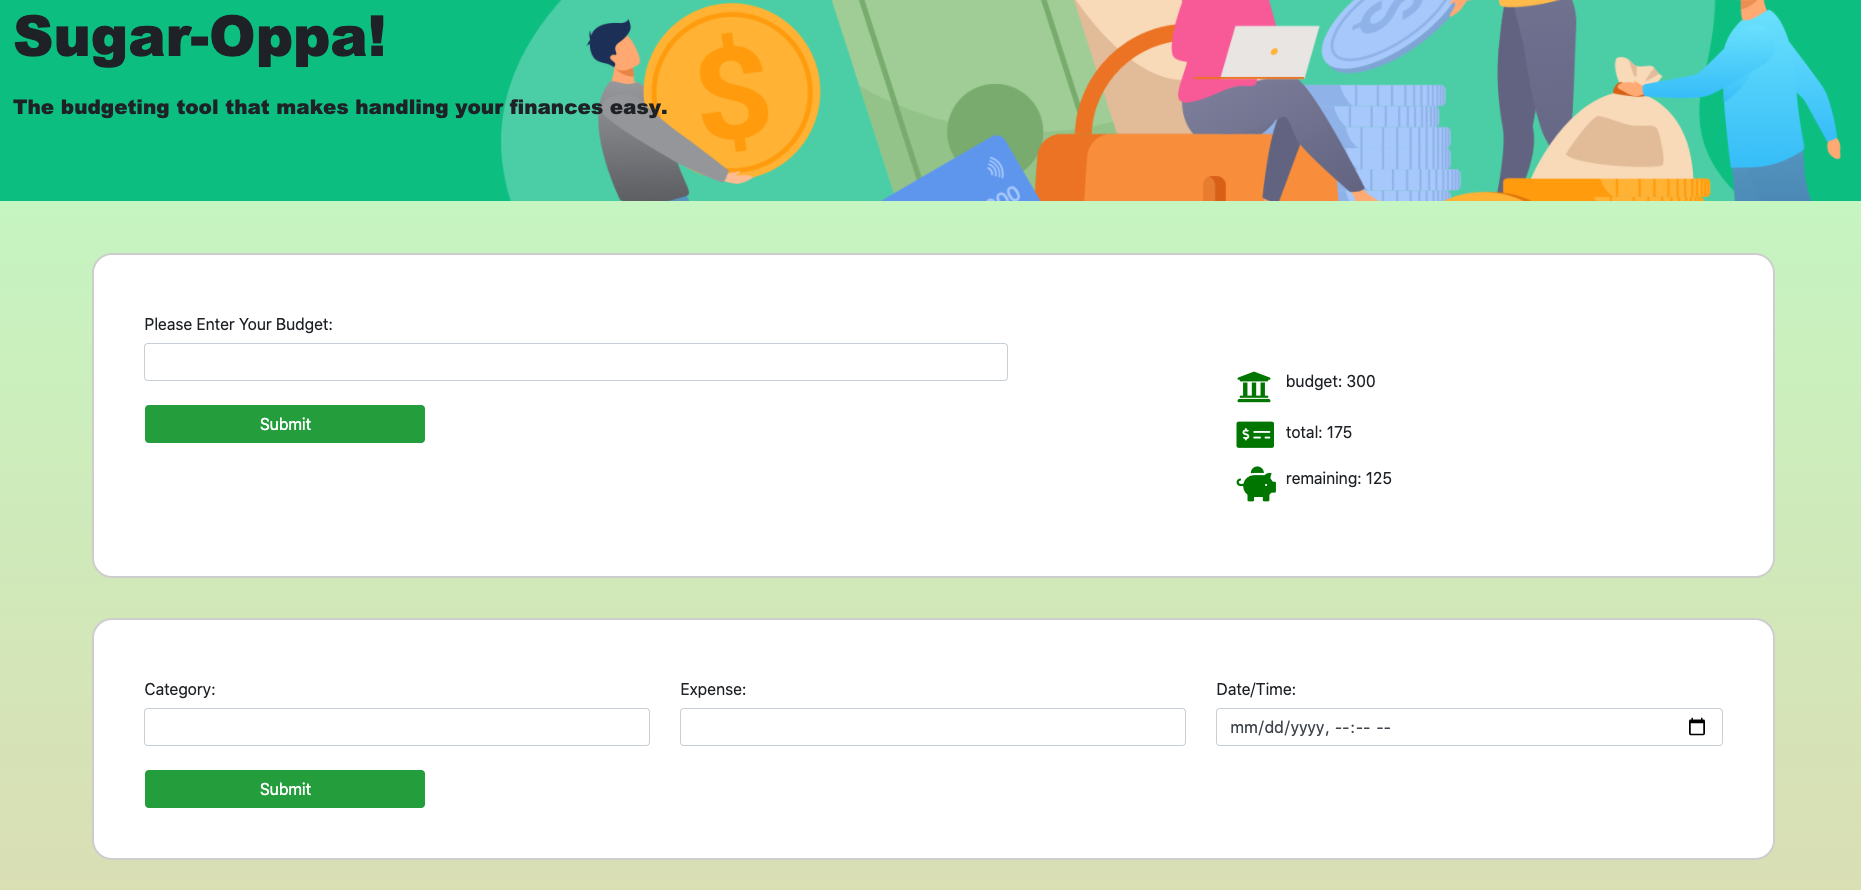 Sugar-Oppa!
The budgeting tool that makes handling your finances easy.
$
$
00
Please Enter Your Budget:
Submit
budget: 300
$
total: 175
remaining: 125
Category:
Expense:
Date/Time:
mm/dd/yyyy, --:-- --
Submit